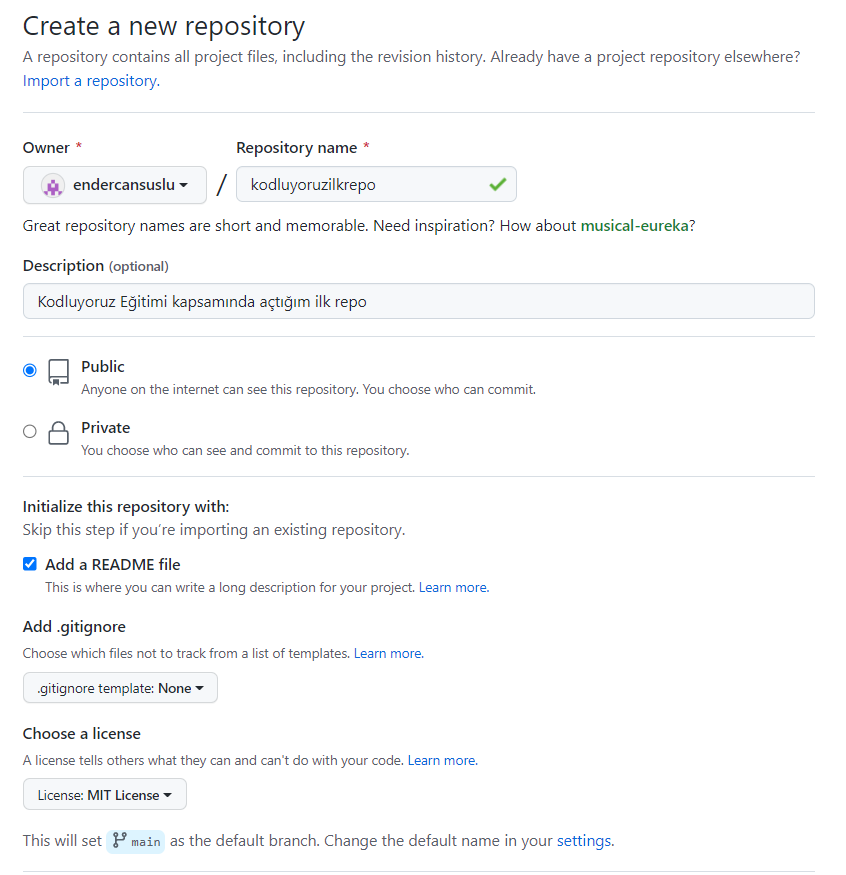 Create a new repository
A repository contains all project files, including the revision history. Already have a project repository elsewhere?
Import a repository.
Owner * Repository name *
endercansuslu / kodluyoruzilkrepo
Great repository names are short and memorable. Need inspiration? How about musical-eureka?
Description (optional)
Kodluyoruz Eğitimi kapsamında açtığım ilk repo
Public
Anyone on the internet can see this repository. You choose who can commit.
Private
You choose who can see and commit to this repository.
Initialize this repository with:
Skip this step if you’re importing an existing repository.
Add a README file
This is where you can write a long description for your project. Learn more.
Add .gitignore
Choose which files not to track from a list of templates. Learn more.
.gitignore template: None
Choose a license
A license tells others what they can and can't do with your code. Learn more.
License: MIT License
This will set main as the default branch. Change the default name in your settings.